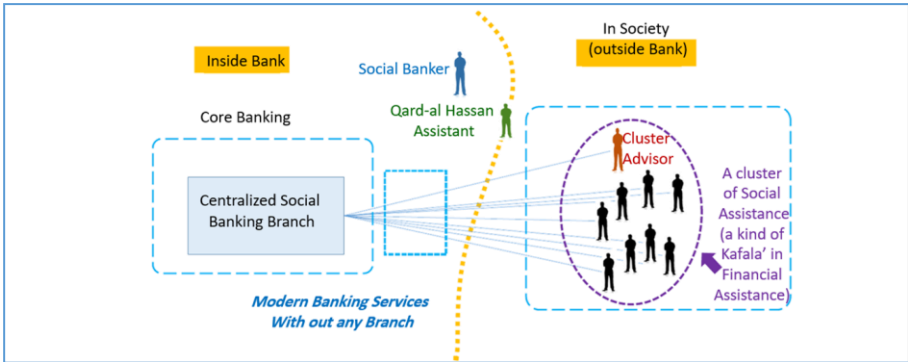 Inside Bank
In Society
(outside Bank)
Social Banker
Qard-al Hassan
Assistant
Core Banking
Centralized Social
Banking Branch
Cluster
Advisor
A cluster
of Social
Assistance
(a kind of
Kafala' in
Financial
Assistance)
Modern Banking Services
With out any Branch